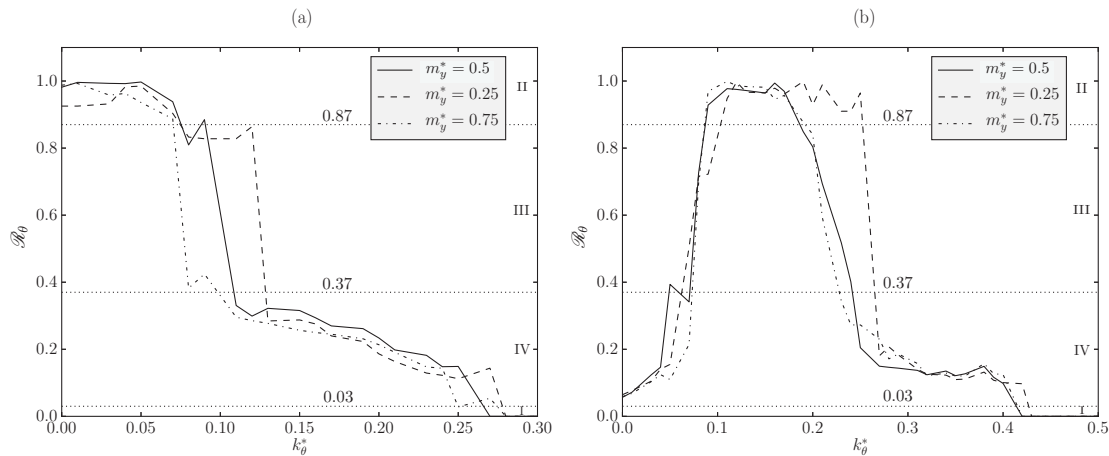 (a)
1.0
0.8
0.6
0.4
0.2
0.0
ℛθ
0.00
0.05
0.10
0.15
0.20
0.25
0.30
k*θ
m*y = 0.5
m*y = 0.25
m*y = 0.75
0.87
0.37
0.03
II
III
IV
I
(b)
1.0
0.8
0.6
0.4
0.2
0.0
ℛθ
0.0
0.1
0.2
0.3
0.4
0.5
k*θ
m*y = 0.5
m*y = 0.25
m*y = 0.75
0.87
0.37
0.03
II
III
IV
I